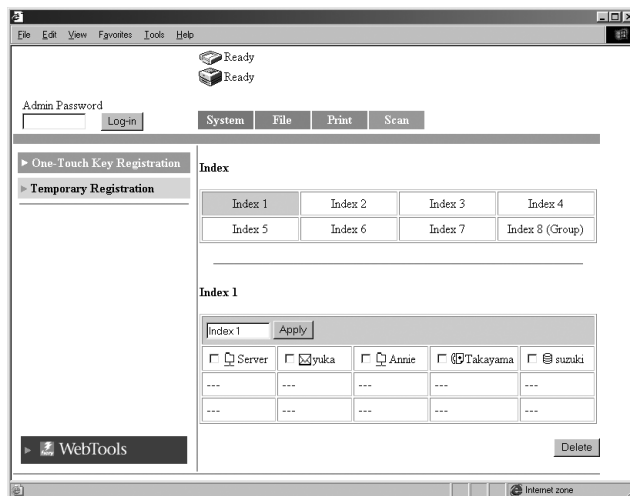 File Edit View Favorites Tools Help
Ready
Ready
Admin Password
Log-in
System File Print Scan
One-Touch Key Registration
Temporary Registration
Index
Index 1 Index 2 Index 3 Index 4
Index 5 Index 6 Index 7 Index 8 (Group)
Index 1
Index 1 Apply
Server yuka Annie Takayama suzuki
--- --- --- --- ---
--- --- --- --- ---
WebTools
Delete
Internet zone